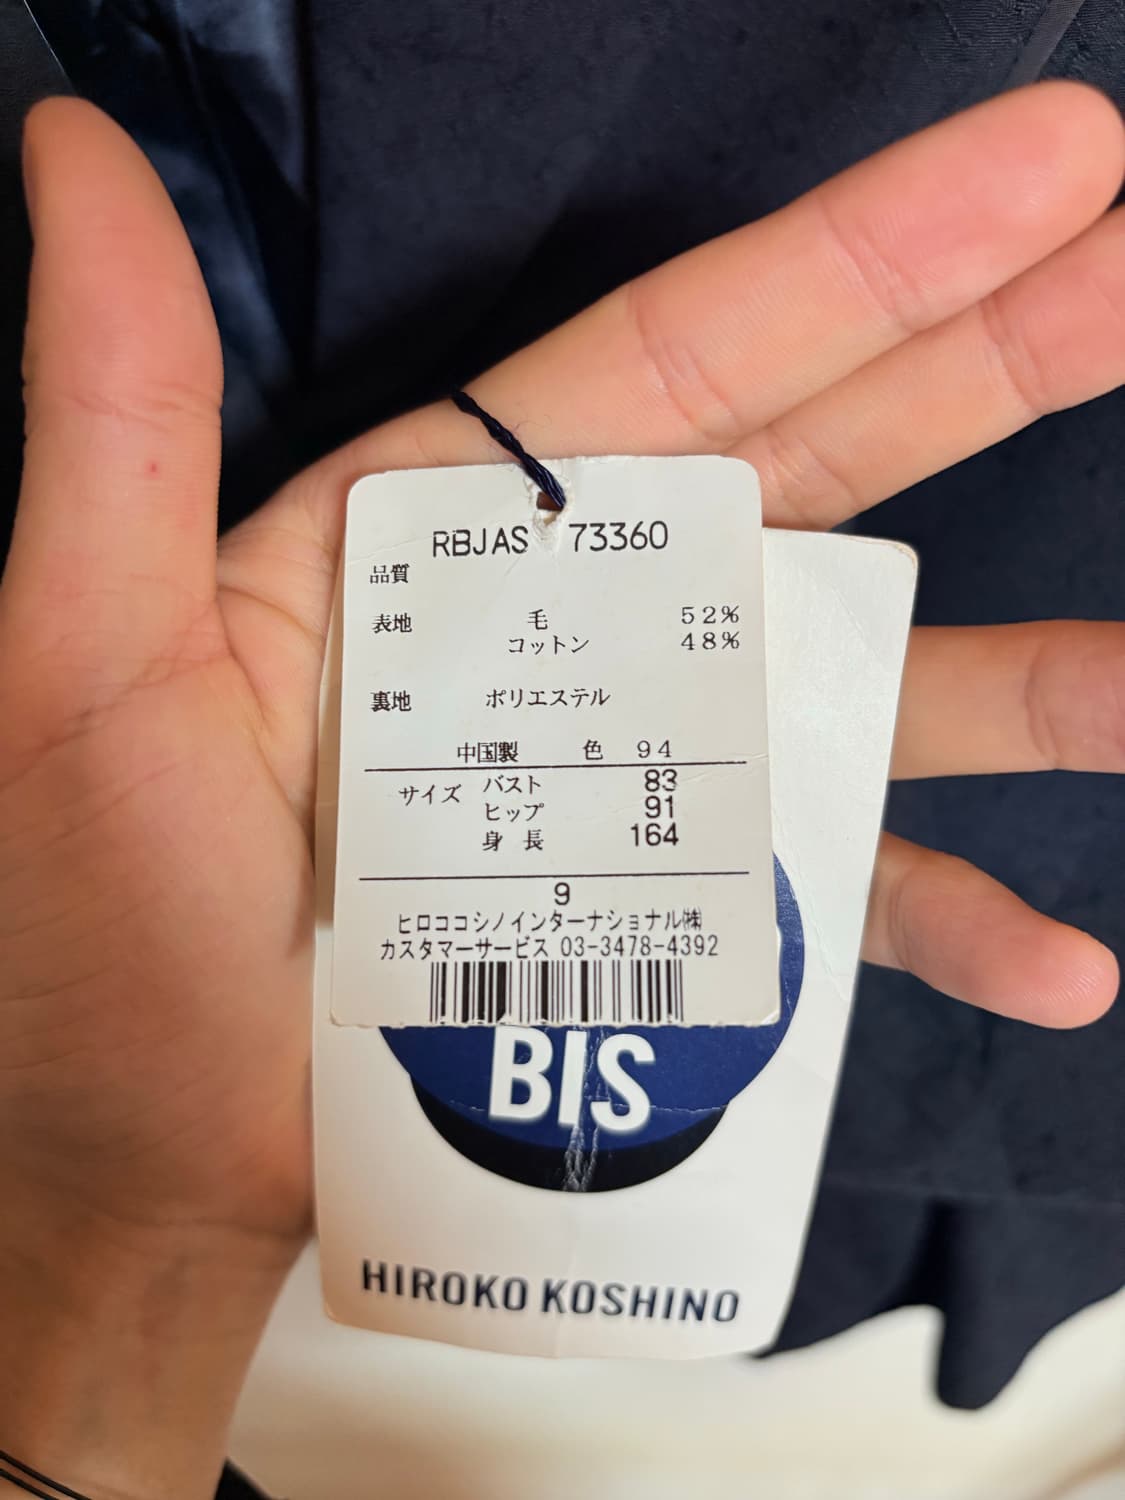 RBJAS 73360
品質
表地 毛 52%
コットン 48%
裏地 ポリエステル
中国製 色 94
サイズ バスト 83
ヒップ 91
身長 164
9
ヒロココシノインターナショナル㈱
カスタマーサービス 03-3478-4392
BIS
HIROKO KOSHINO